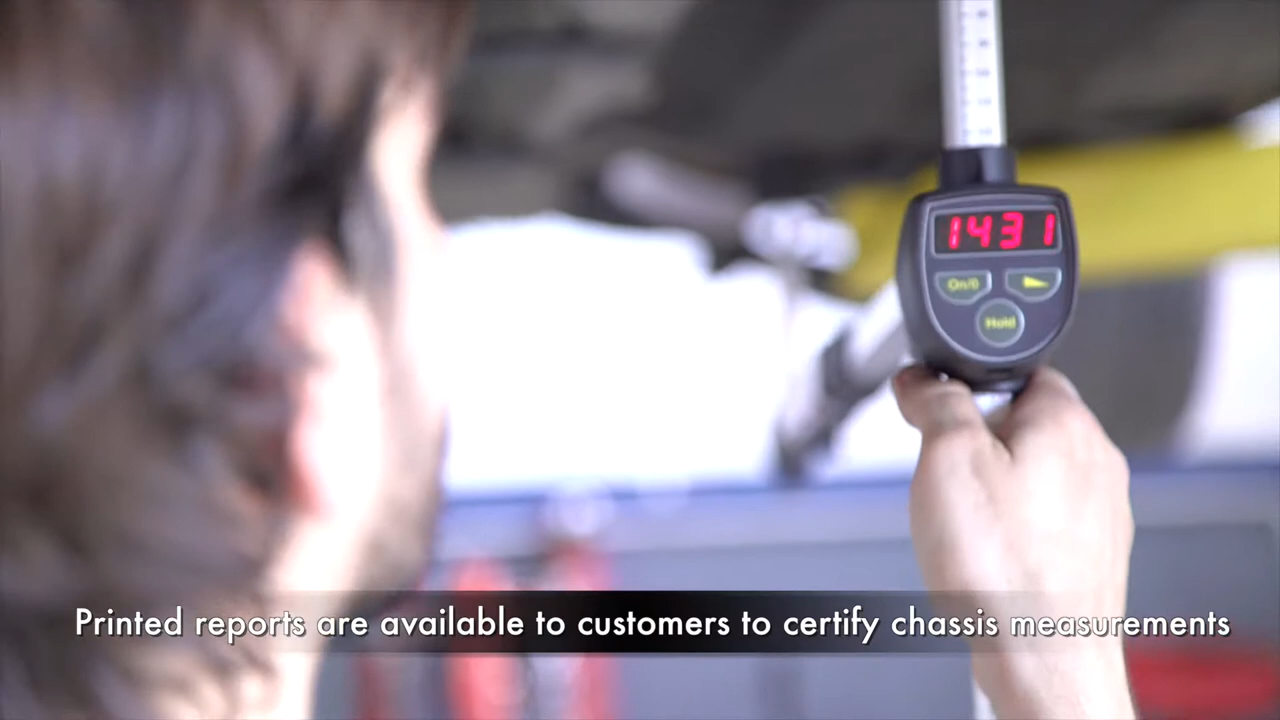 1431
On/0
Hold
Printed reports are available to customers to certify chassis measurements